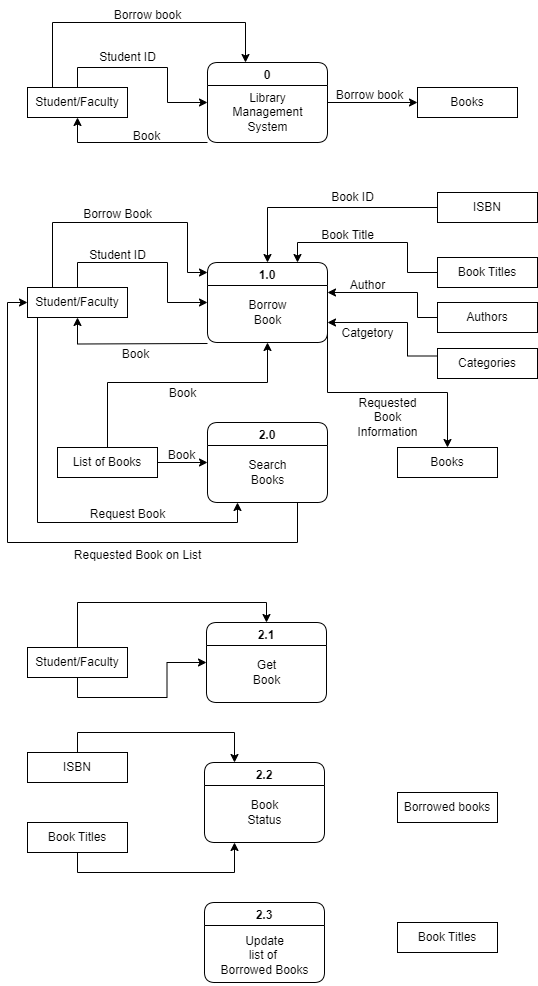 Borrow book
Student ID
0
Student/Faculty
Library
Management
System
Borrow book
Books
Book
Book ID
ISBN
Borrow Book
Book Title
Student ID
1.0
Book Titles
Student/Faculty
Borrow
Book
Author
Authors
Catgetory
Categories
Book
Book
Requested
Book
Information
2.0
List of Books
Book
Search
Books
Books
Request Book
Requested Book on List
2.1
Student/Faculty
Get
Book
ISBN
2.2
Book
Status
Borrowed books
Book Titles
2.3
Update
list of
Borrowed Books
Book Titles